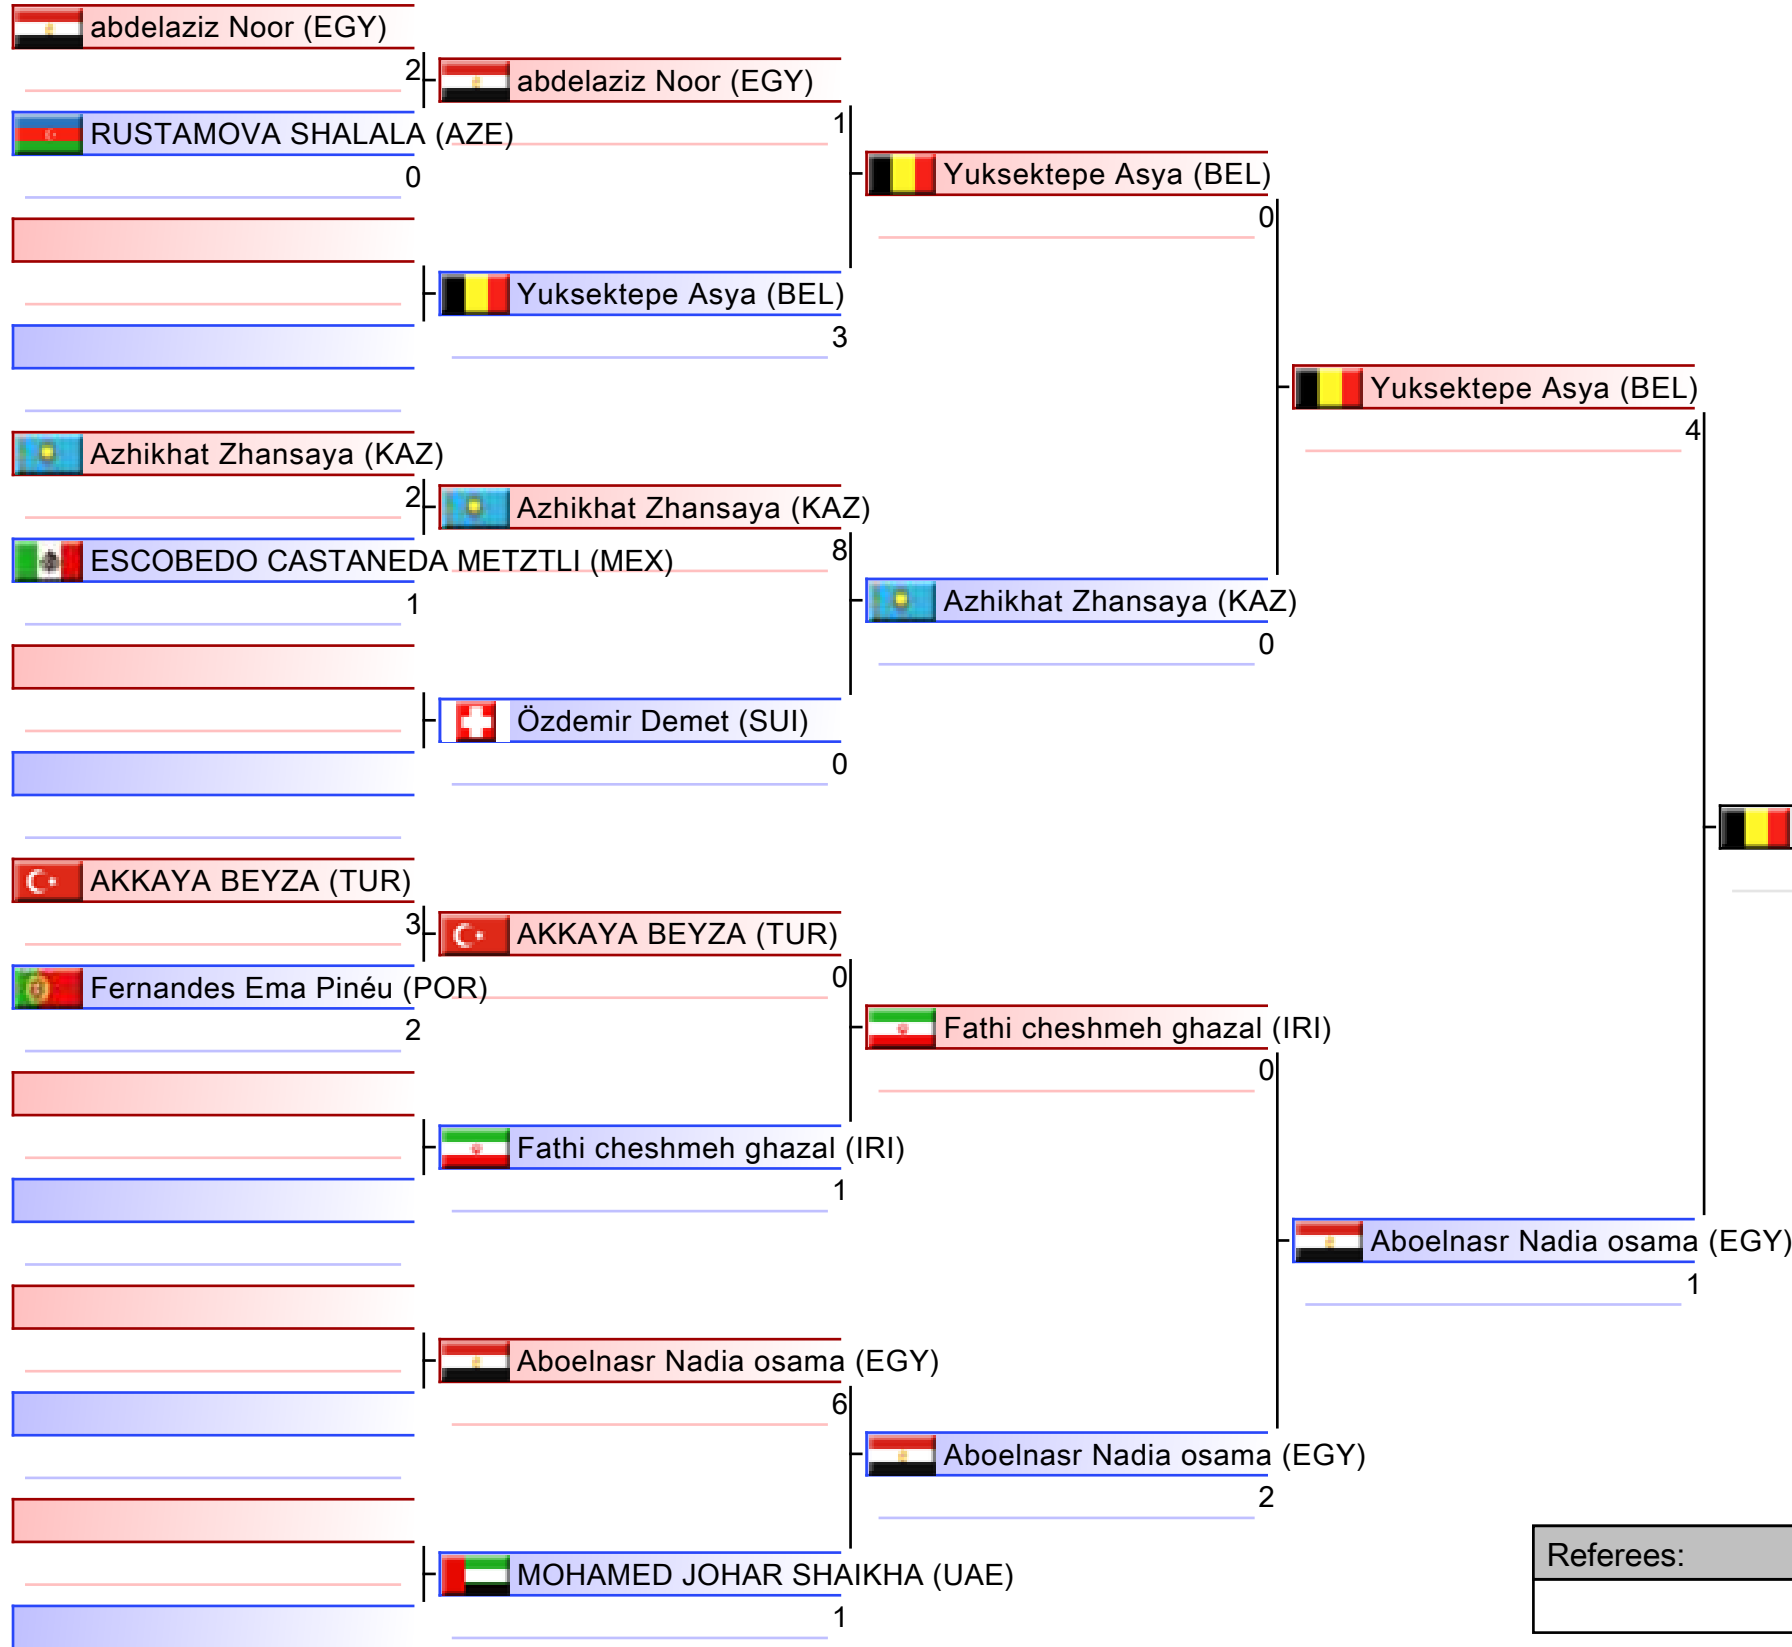 abdelaziz Noor (EGY)
2
RUSTAMOVA SHALALA (AZE)
0
Azhikhat Zhansaya (KAZ)
2
ESCOBEDO CASTANEDA METZTLI (MEX)
1
AKKAYA BEYZA (TUR)
3
Fernandes Ema Pinéu (POR)
2
abdelaziz Noor (EGY)
1
Yuksektepe Asya (BEL)
3
Azhikhat Zhansaya (KAZ)
8
Özdemir Demet (SUI)
0
AKKAYA BEYZA (TUR)
0
Fathi cheshmeh ghazal (IRI)
1
Aboelnasr Nadia osama (EGY)
6
MOHAMED JOHAR SHAIKHA (UAE)
1
Yuksektepe Asya (BEL)
0
Azhikhat Zhansaya (KAZ)
0
Fathi cheshmeh ghazal (IRI)
0
Aboelnasr Nadia osama (EGY)
2
Yuksektepe Asya (BEL)
4
Aboelnasr Nadia osama (EGY)
1
Referees: